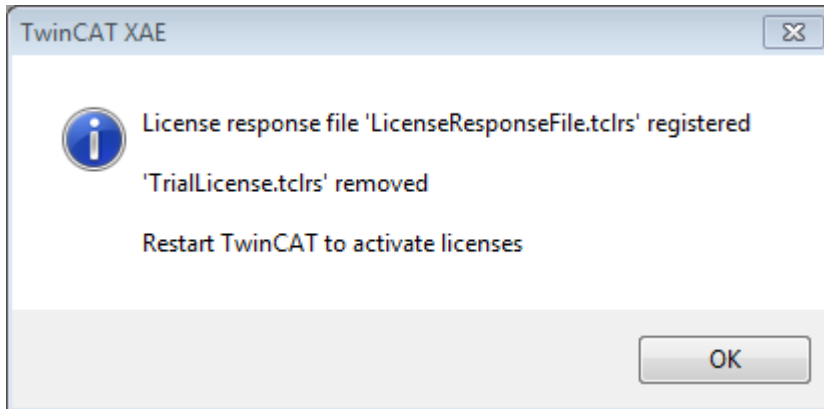 TwinCAT XAE
License response file 'LicenseResponseFile.tclrs' registered
'TrialLicense.tclrs' removed
Restart TwinCAT to activate licenses
OK